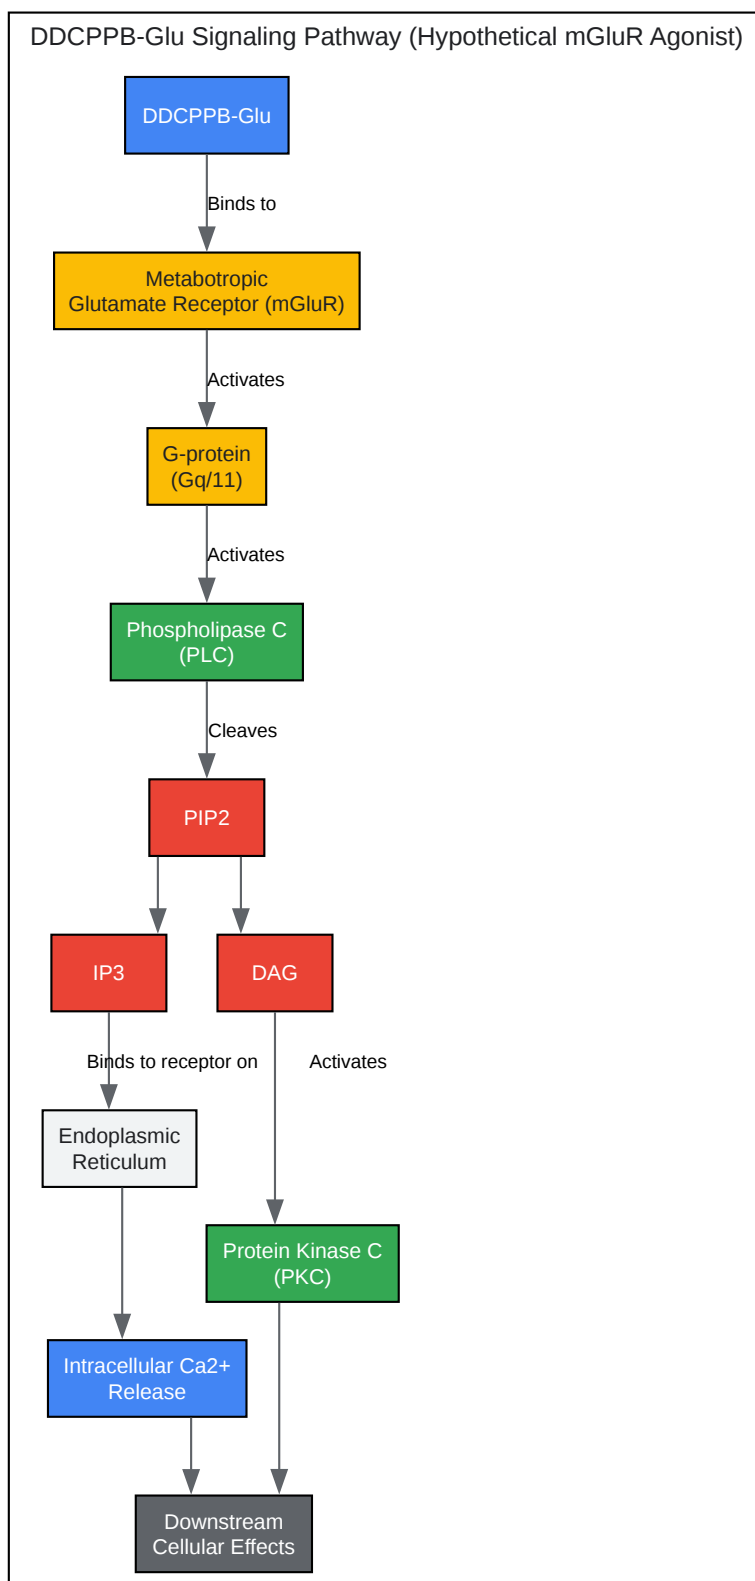 DDCPPB-Glu Signaling Pathway (Hypothetical mGluR Agonist)
DDCPPB-Glu
Binds to
Metabotropic
Glutamate Receptor (mGluR)
Activates
G-protein
(Gq/11)
Activates
Phospholipase C
(PLC)
Cleaves
PIP2
IP3
DAG
Binds to receptor on
Activates
Endoplasmic
Reticulum
Protein Kinase C
(PKC)
Intracellular Ca2+
Release
Downstream
Cellular Effects